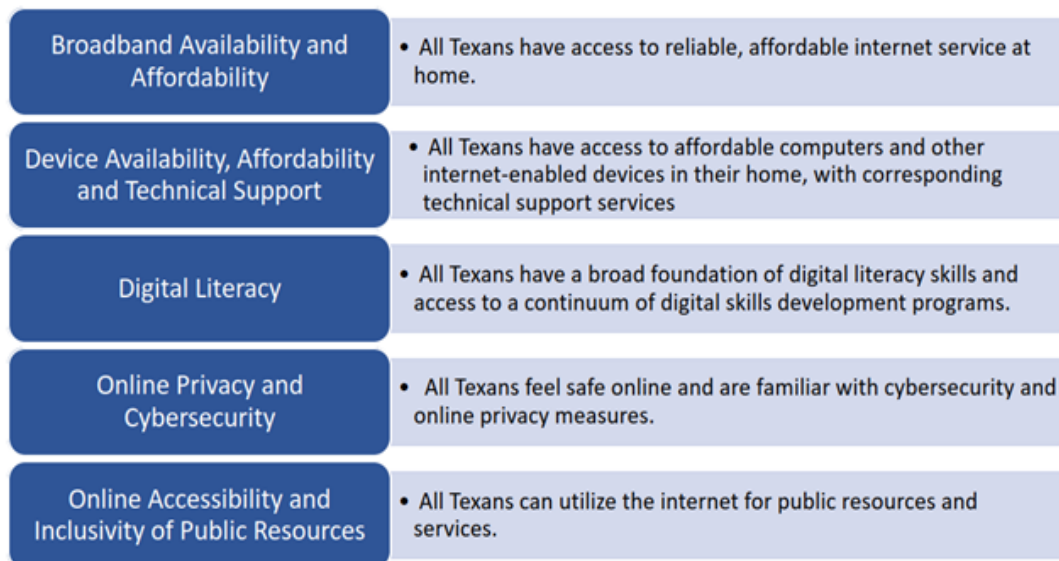 Broadband Availability and
Affordability
• All Texans have access to reliable, affordable internet service at
home.
Device Availability, Affordability
and Technical Support
• All Texans have access to affordable computers and other
internet-enabled devices in their home, with corresponding
technical support services
Digital Literacy
• All Texans have a broad foundation of digital literacy skills and
access to a continuum of digital skills development programs.
Online Privacy and
Cybersecurity
• All Texans feel safe online and are familiar with cybersecurity and
online privacy measures.
Online Accessibility and
Inclusivity of Public Resources
• All Texans can utilize the internet for public resources and
services.